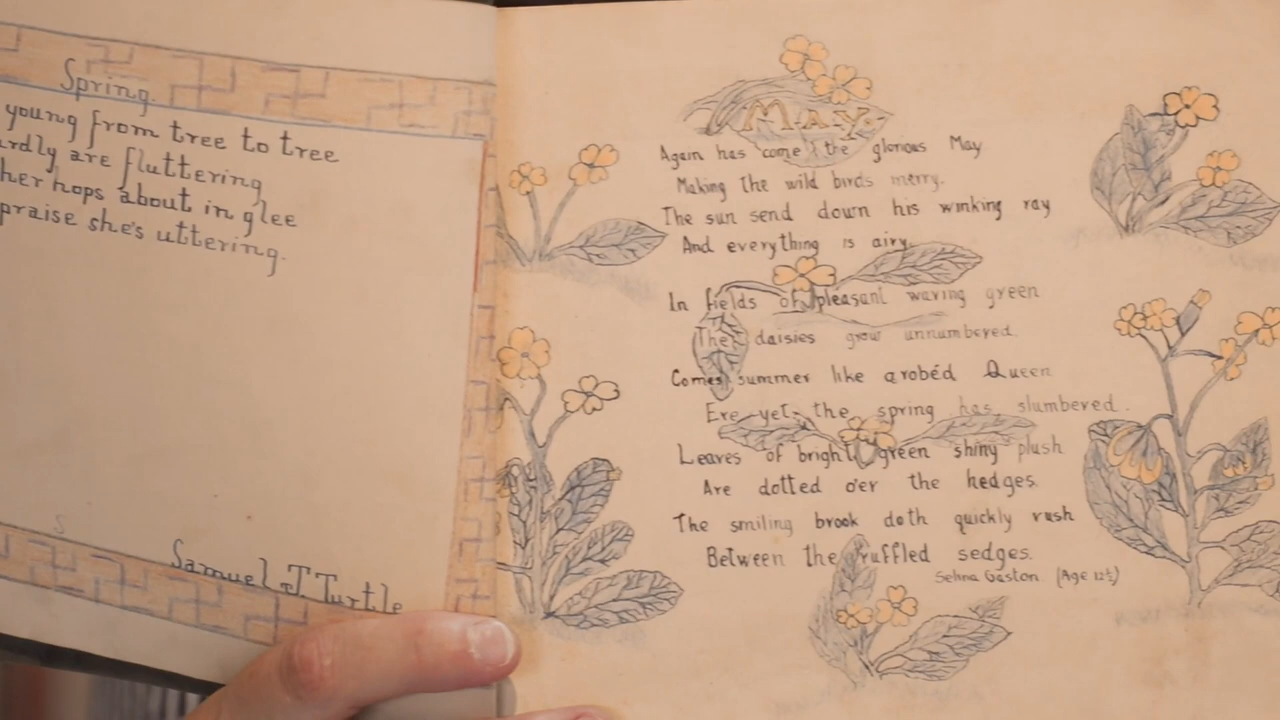 Spring.
young from tree to tree
are fluttering
her hops about in glee
praise she's uttering.
Samuel J Turtle
MAY.
Again has come the glorious May
Making the wild birds merry.
The sun send down his winking ray
And everything is airy.
In fields of pleasant waving green
The daisies grow unnumbered.
Comes summer like a robéd Queen
Ere yet the spring has slumbered.
Leaves of bright green shiny plush
Are dotted o'er the hedges.
The smiling brook doth quickly rush
Between the ruffled sedges.
Selina Gaston (Age 12½)